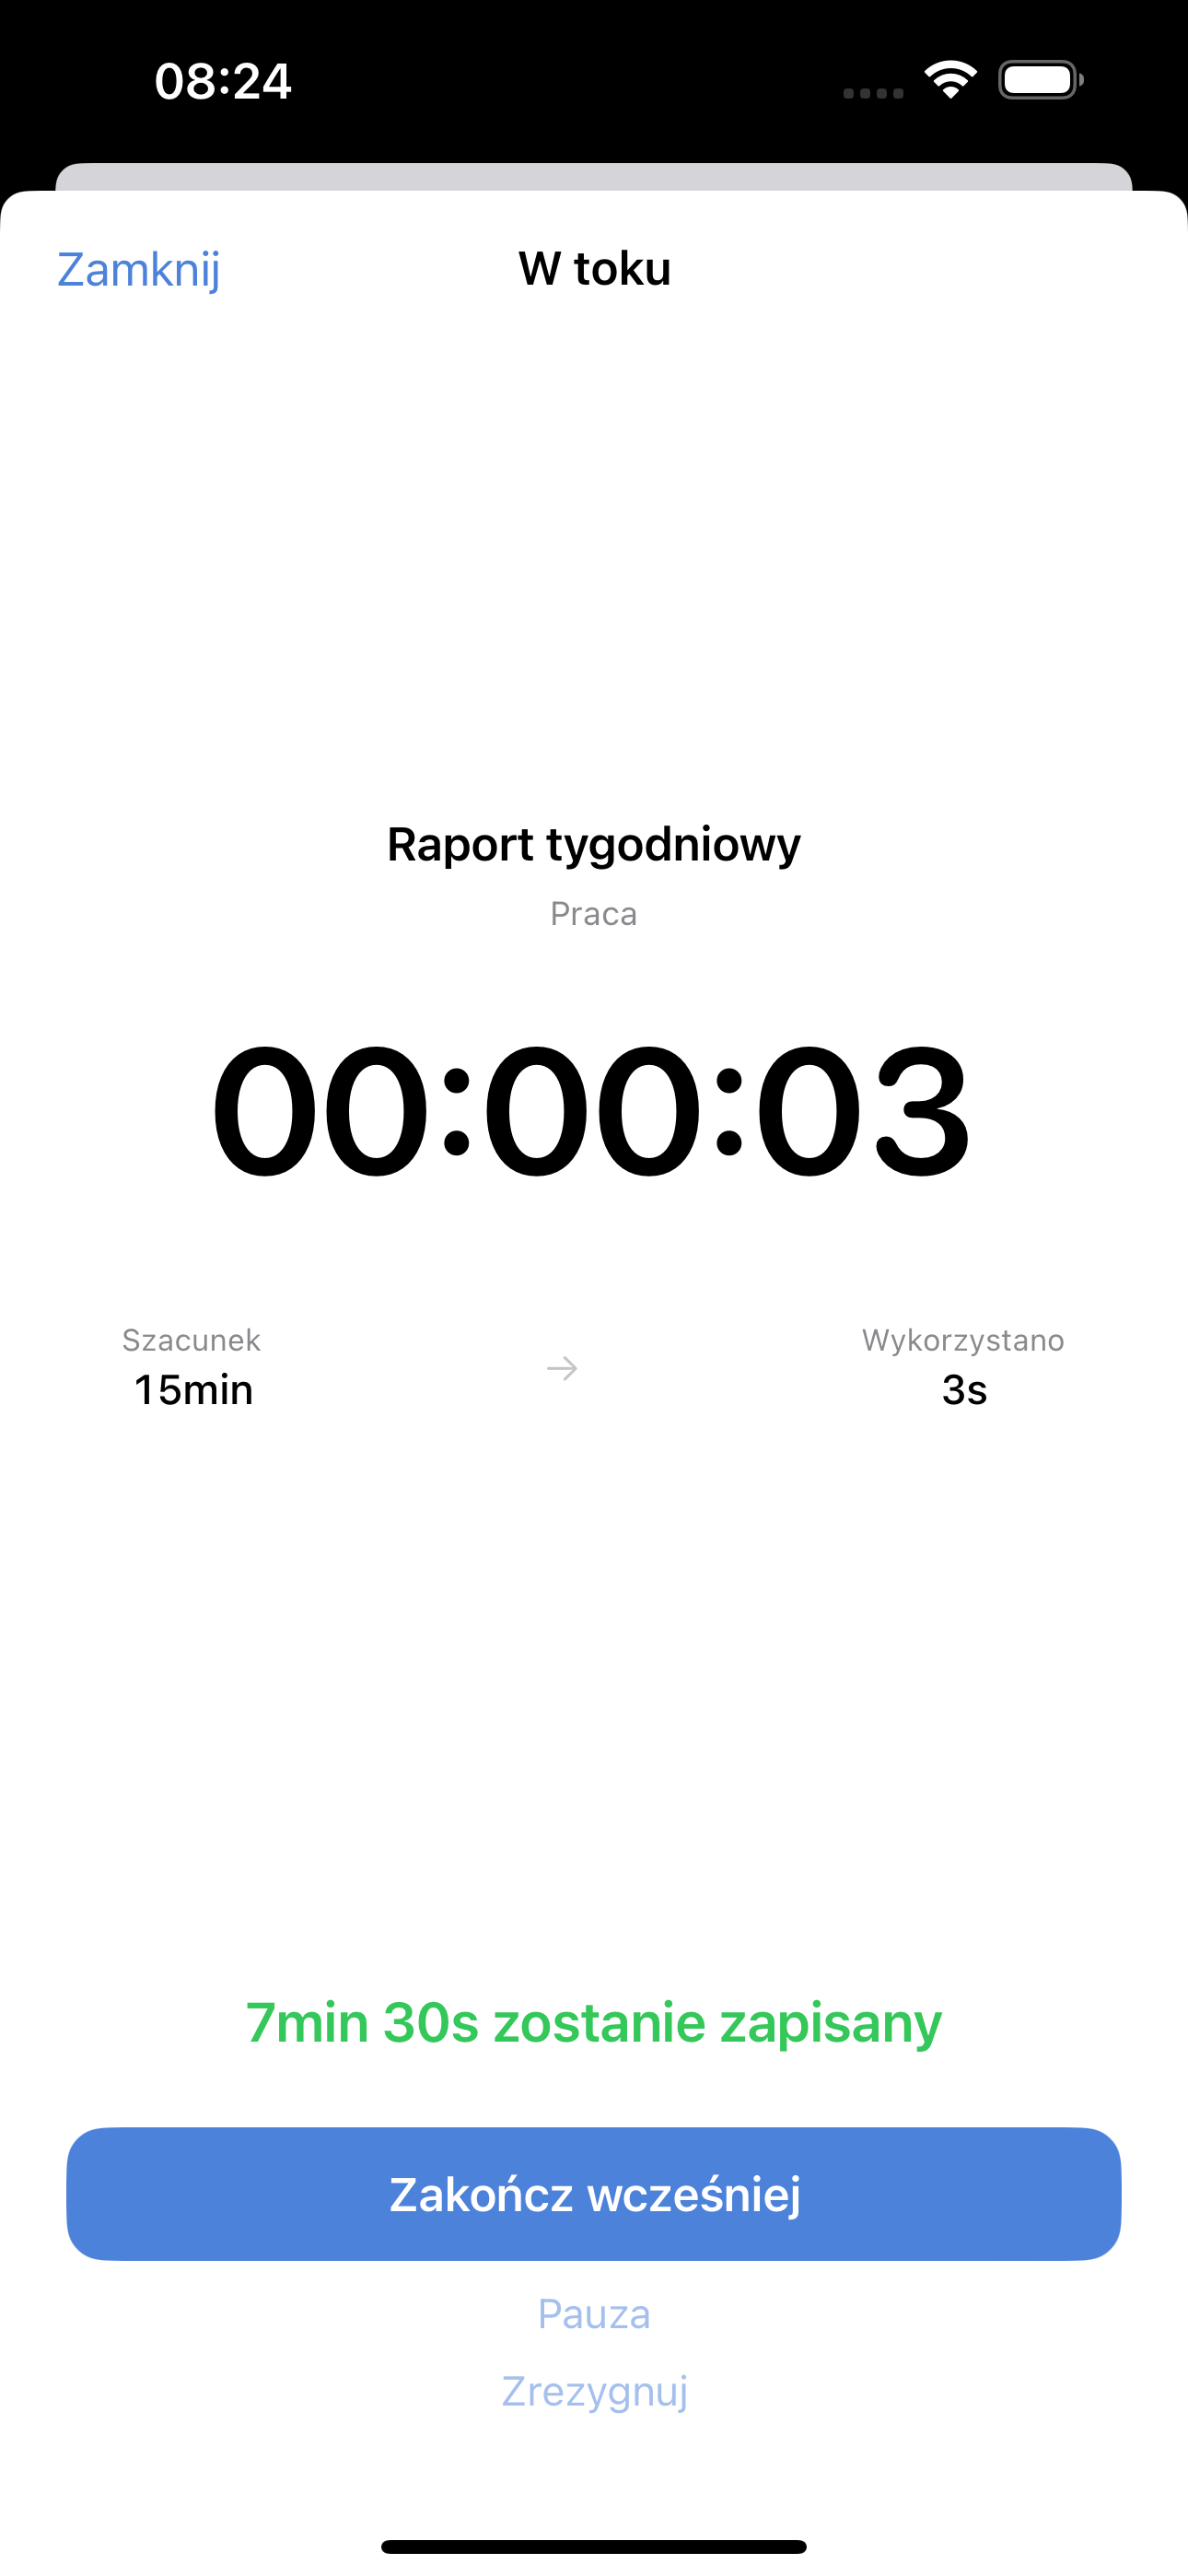 08:24
Zamknij
W toku
Raport tygodniowy
Praca
00:00:03
Szacunek
Wykorzystano
15min
→
3s
7min 30s zostanie zapisany
Zakończ wcześniej
Pauza
Zrezygnuj